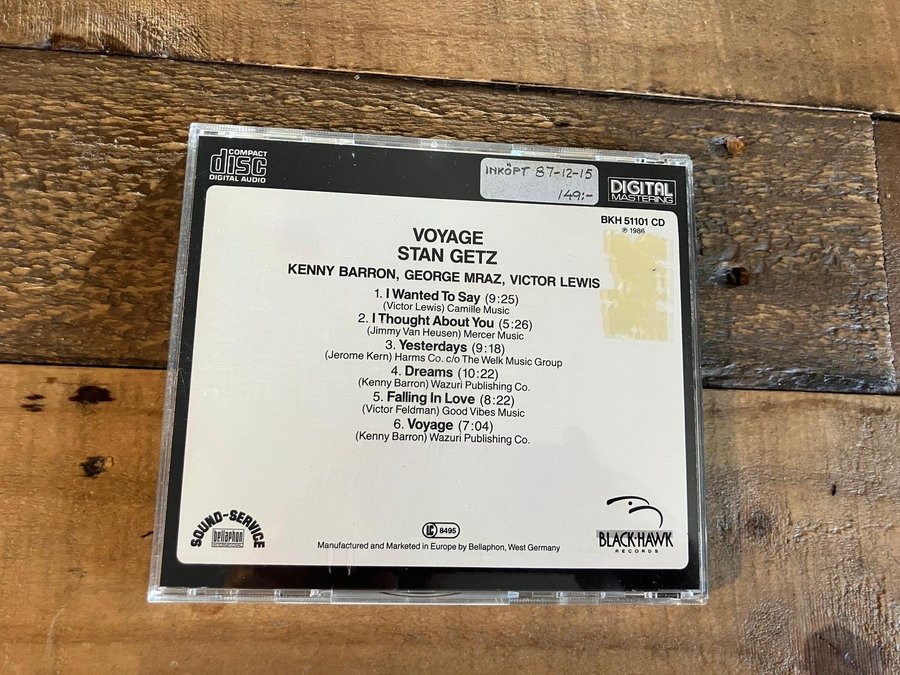 COMPACT
disc
DIGITAL AUDIO
INKÖPT 87-12-15
149:-
DIGITAL
MASTERING
BKH 51101 CD
℗ 1986
VOYAGE
STAN GETZ
KENNY BARRON, GEORGE MRAZ, VICTOR LEWIS
1. I Wanted To Say (9:25)
(Victor Lewis) Camille Music
2. I Thought About You (5:26)
(Jimmy Van Heusen) Mercer Music
3. Yesterdays (9:18)
(Jerome Kern) Harms Co. c/o The Welk Music Group
4. Dreams (10:22)
(Kenny Barron) Wazuri Publishing Co.
5. Falling In Love (8:22)
(Victor Feldman) Good Vibes Music
6. Voyage (7:04)
(Kenny Barron) Wazuri Publishing Co.
SOUND-SERVICE
bellaphon
LC 8495
Manufactured and Marketed in Europe by Bellaphon, West Germany
BLACK-HAWK
RECORDS